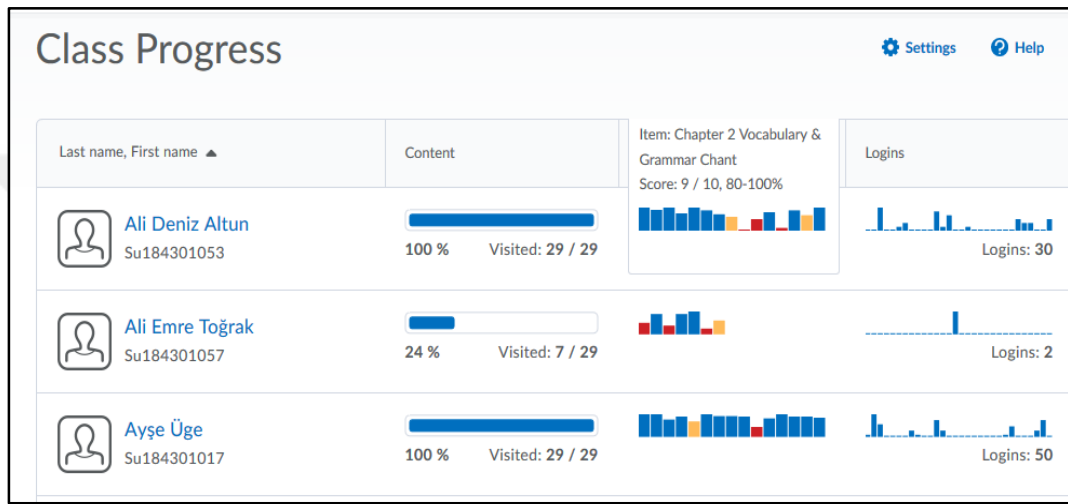 Class Progress
Settings
Help
Last name, First name
Content
Item: Chapter 2 Vocabulary &
Grammar Chant
Score: 9 / 10, 80-100%
Logins
Ali Deniz Altun
Su184301053
100 %
Visited: 29 / 29
Logins: 30
Ali Emre Toğrak
Su184301057
24 %
Visited: 7 / 29
Logins: 2
Ayşe Üge
Su184301017
100 %
Visited: 29 / 29
Logins: 50